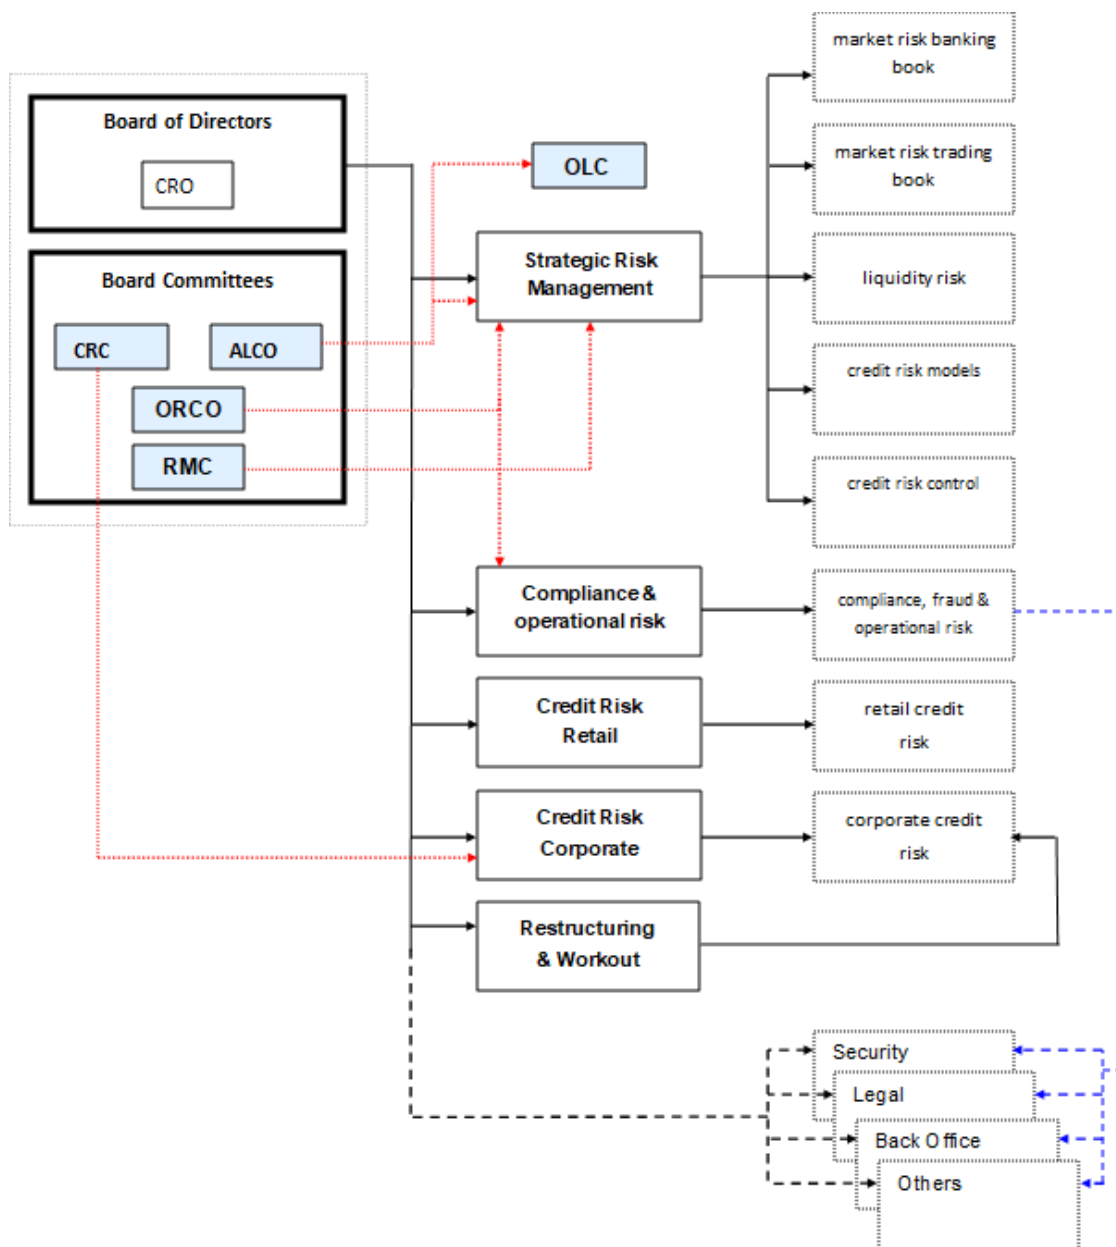 Board of Directors
CRO
Board Committees
CRC
ALCO
ORCO
RMC
OLC
Strategic Risk
Management
Compliance &
operational risk
Credit Risk
Retail
Credit Risk
Corporate
Restructuring
& Workout
market risk banking
book
market risk trading
book
liquidity risk
credit risk models
credit risk control
compliance, fraud &
operational risk
retail credit
risk
corporate credit
risk
Security
Legal
Back Office
Others